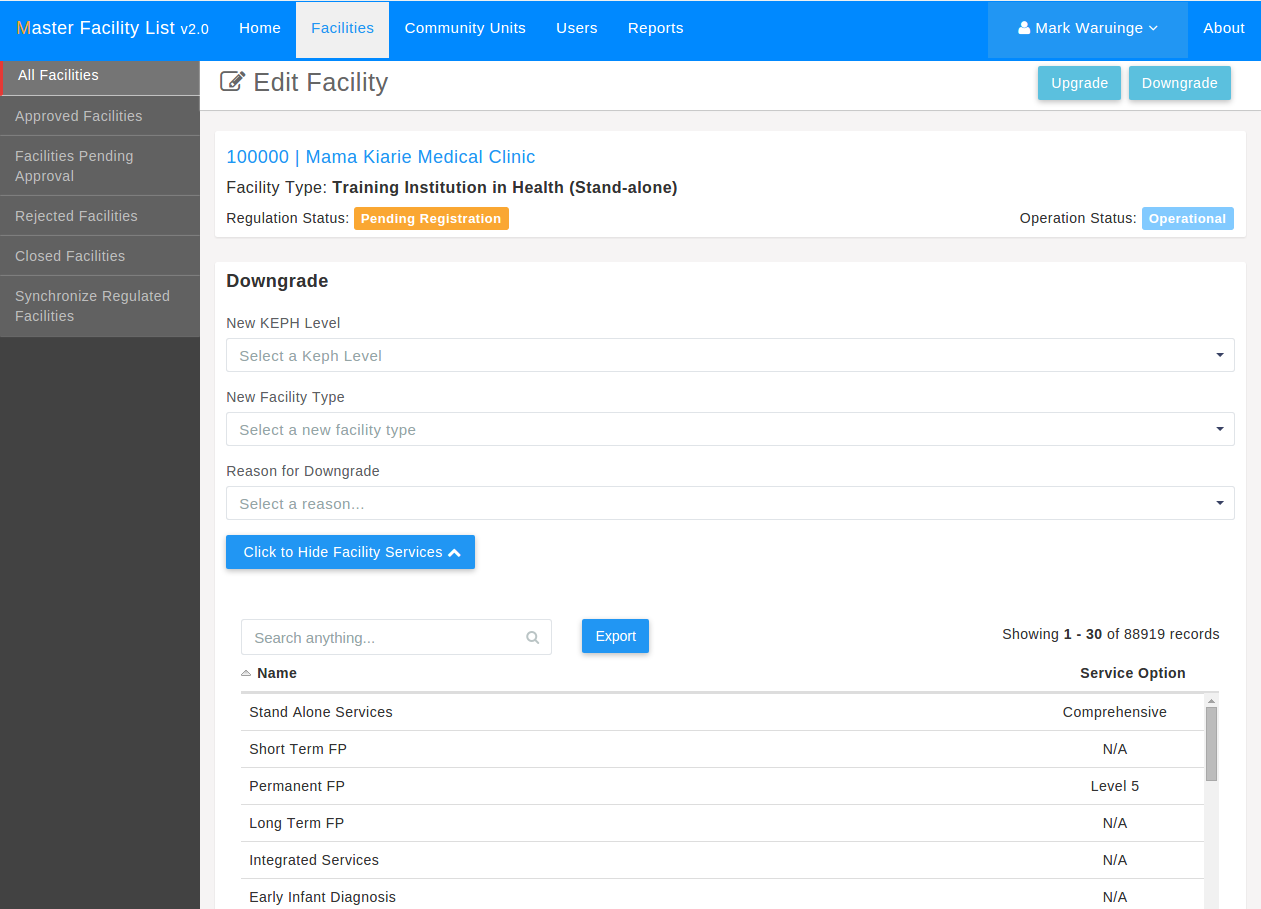 Master Facility List v2.0 Home Facilities Community Units Users Reports Mark Waruinge About
All Facilities
Approved Facilities
Facilities Pending
Approval
Rejected Facilities
Closed Facilities
Synchronize Regulated
Facilities
Edit Facility Upgrade Downgrade
100000 | Mama Kiarie Medical Clinic
Facility Type: Training Institution in Health (Stand-alone)
Regulation Status: Pending Registration Operation Status: Operational
Downgrade
New KEPH Level
Select a Keph Level
New Facility Type
Select a new facility type
Reason for Downgrade
Select a reason...
Click to Hide Facility Services
Search anything... Export Showing 1 - 30 of 88919 records
Name Service Option
Stand Alone Services Comprehensive
Short Term FP N/A
Permanent FP Level 5
Long Term FP N/A
Integrated Services N/A
Early Infant Diagnosis N/A